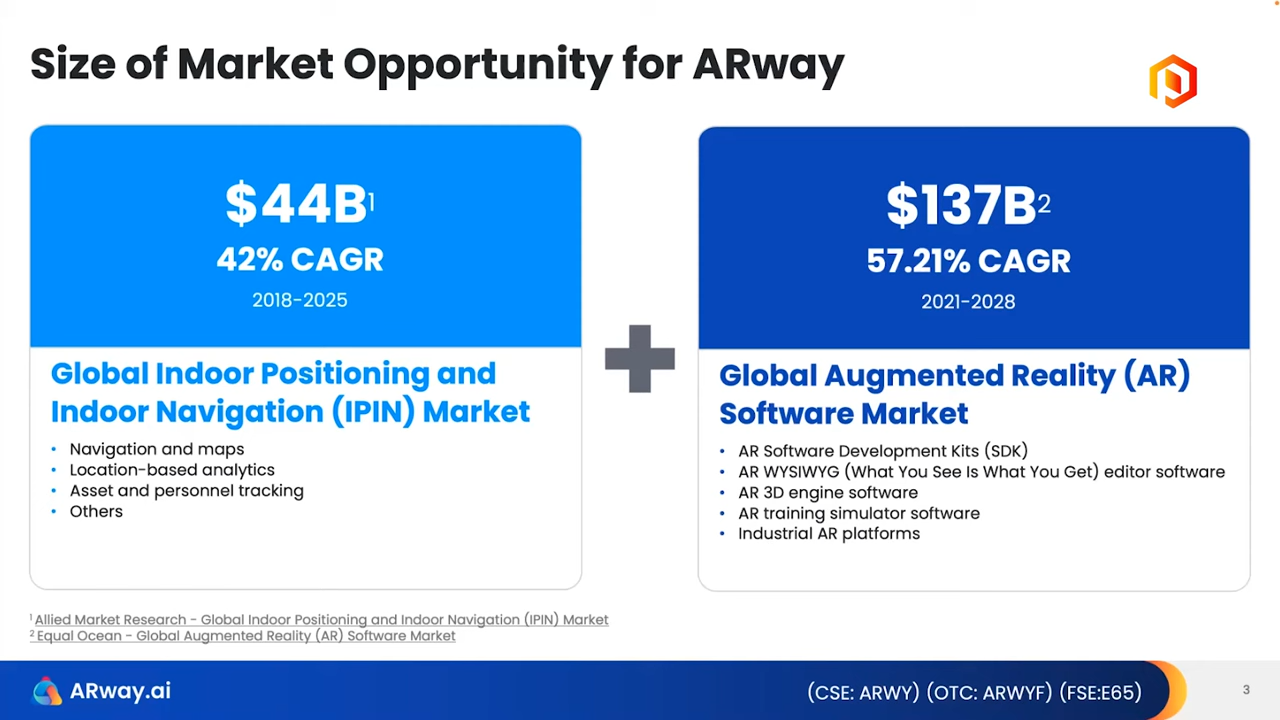 Size of Market Opportunity for ARway
$44B¹
42% CAGR
2018-2025
Global Indoor Positioning and
Indoor Navigation (IPIN) Market
• Navigation and maps
• Location-based analytics
• Asset and personnel tracking
• Others
$137B²
57.21% CAGR
2021-2028
Global Augmented Reality (AR)
Software Market
• AR Software Development Kits (SDK)
• AR WYSIWYG (What You See Is What You Get) editor software
• AR 3D engine software
• AR training simulator software
• Industrial AR platforms
¹ Allied Market Research - Global Indoor Positioning and Indoor Navigation (IPIN) Market
² Equal Ocean - Global Augmented Reality (AR) Software Market
ARway.ai
(CSE: ARWY) (OTC: ARWYF) (FSE:E65)
3